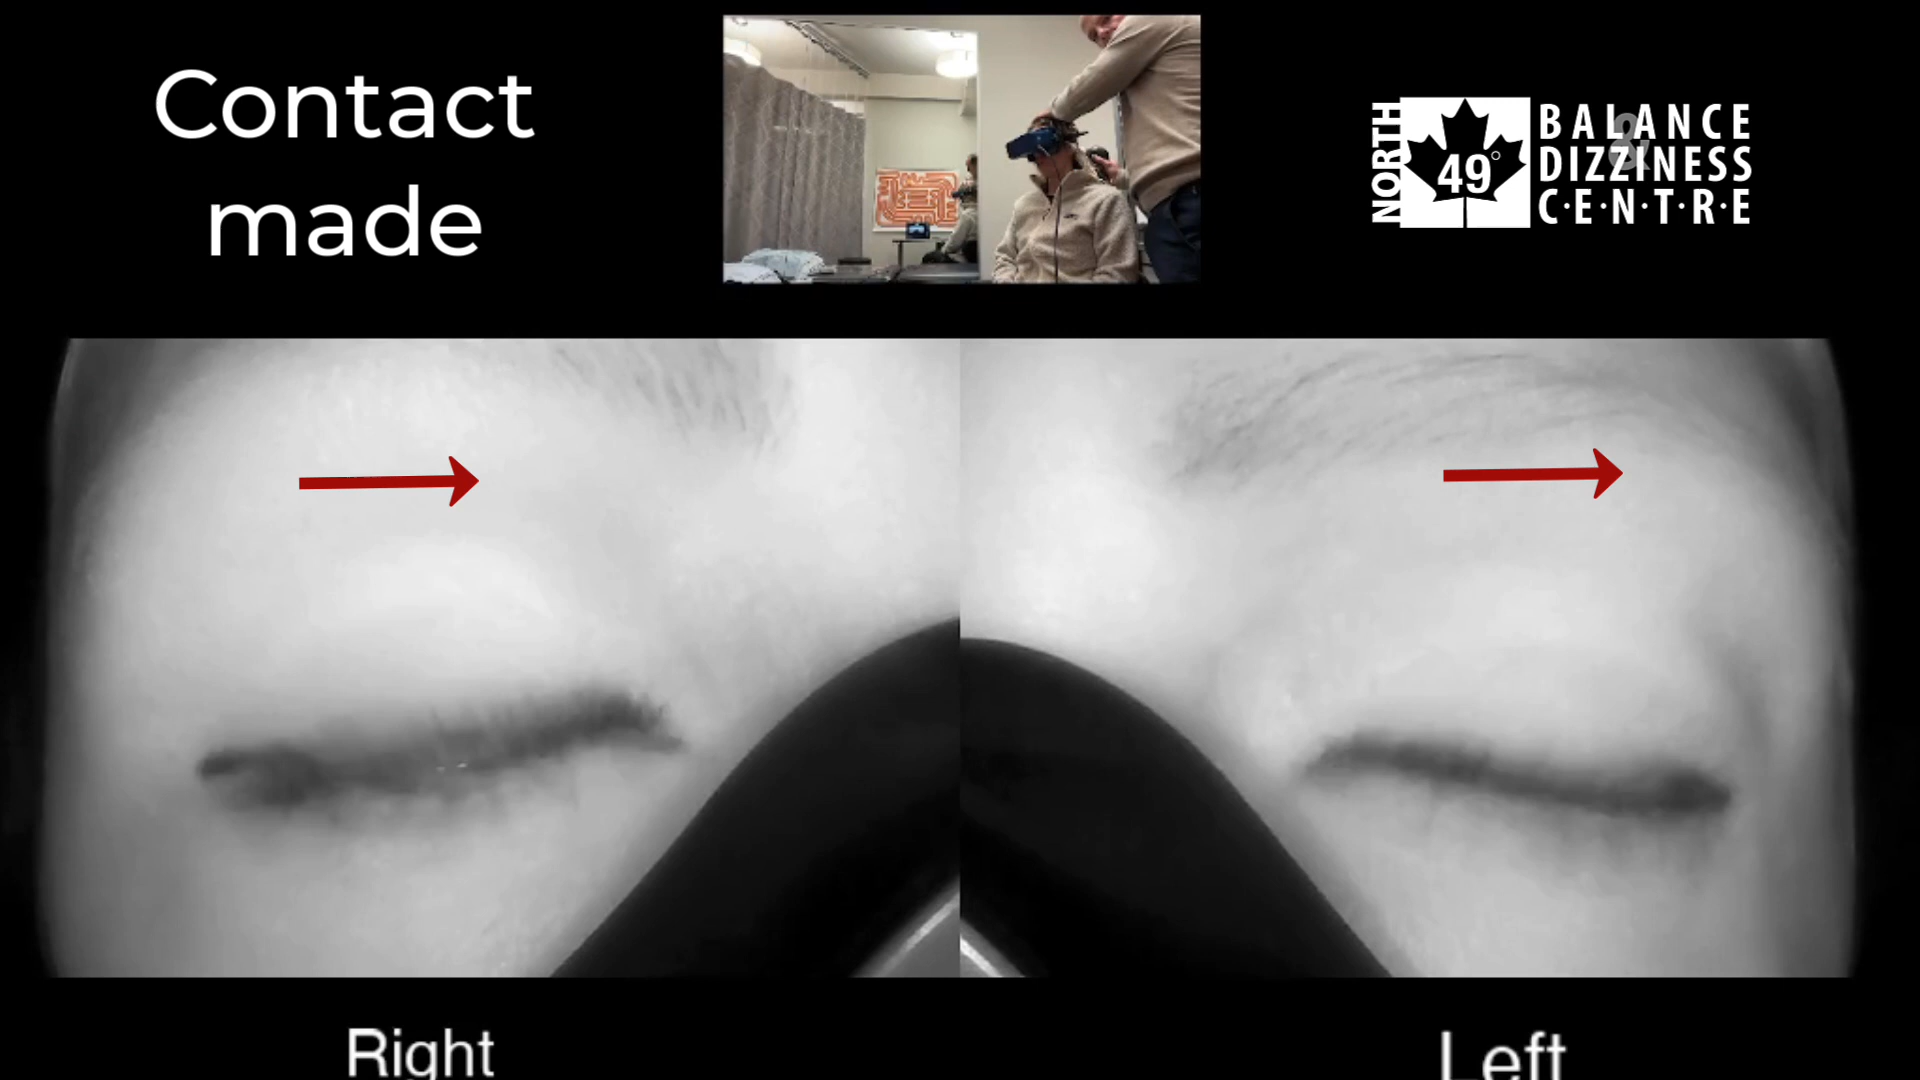 Contact
made
NORTH
49°
BALANCE
&
DIZZINESS
C·E·N·T·R·E
Right
Left